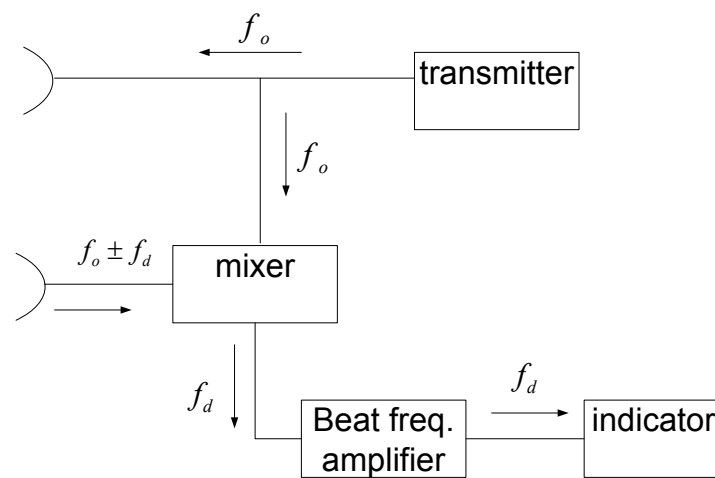 f_o
transmitter
f_o
f_o ± f_d
mixer
f_d
f_d
Beat freq.
amplifier
indicator